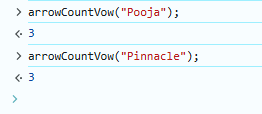 > arrowCountVow("Pooja");
<· 3
> arrowCountVow("Pinnacle");
<· 3
>